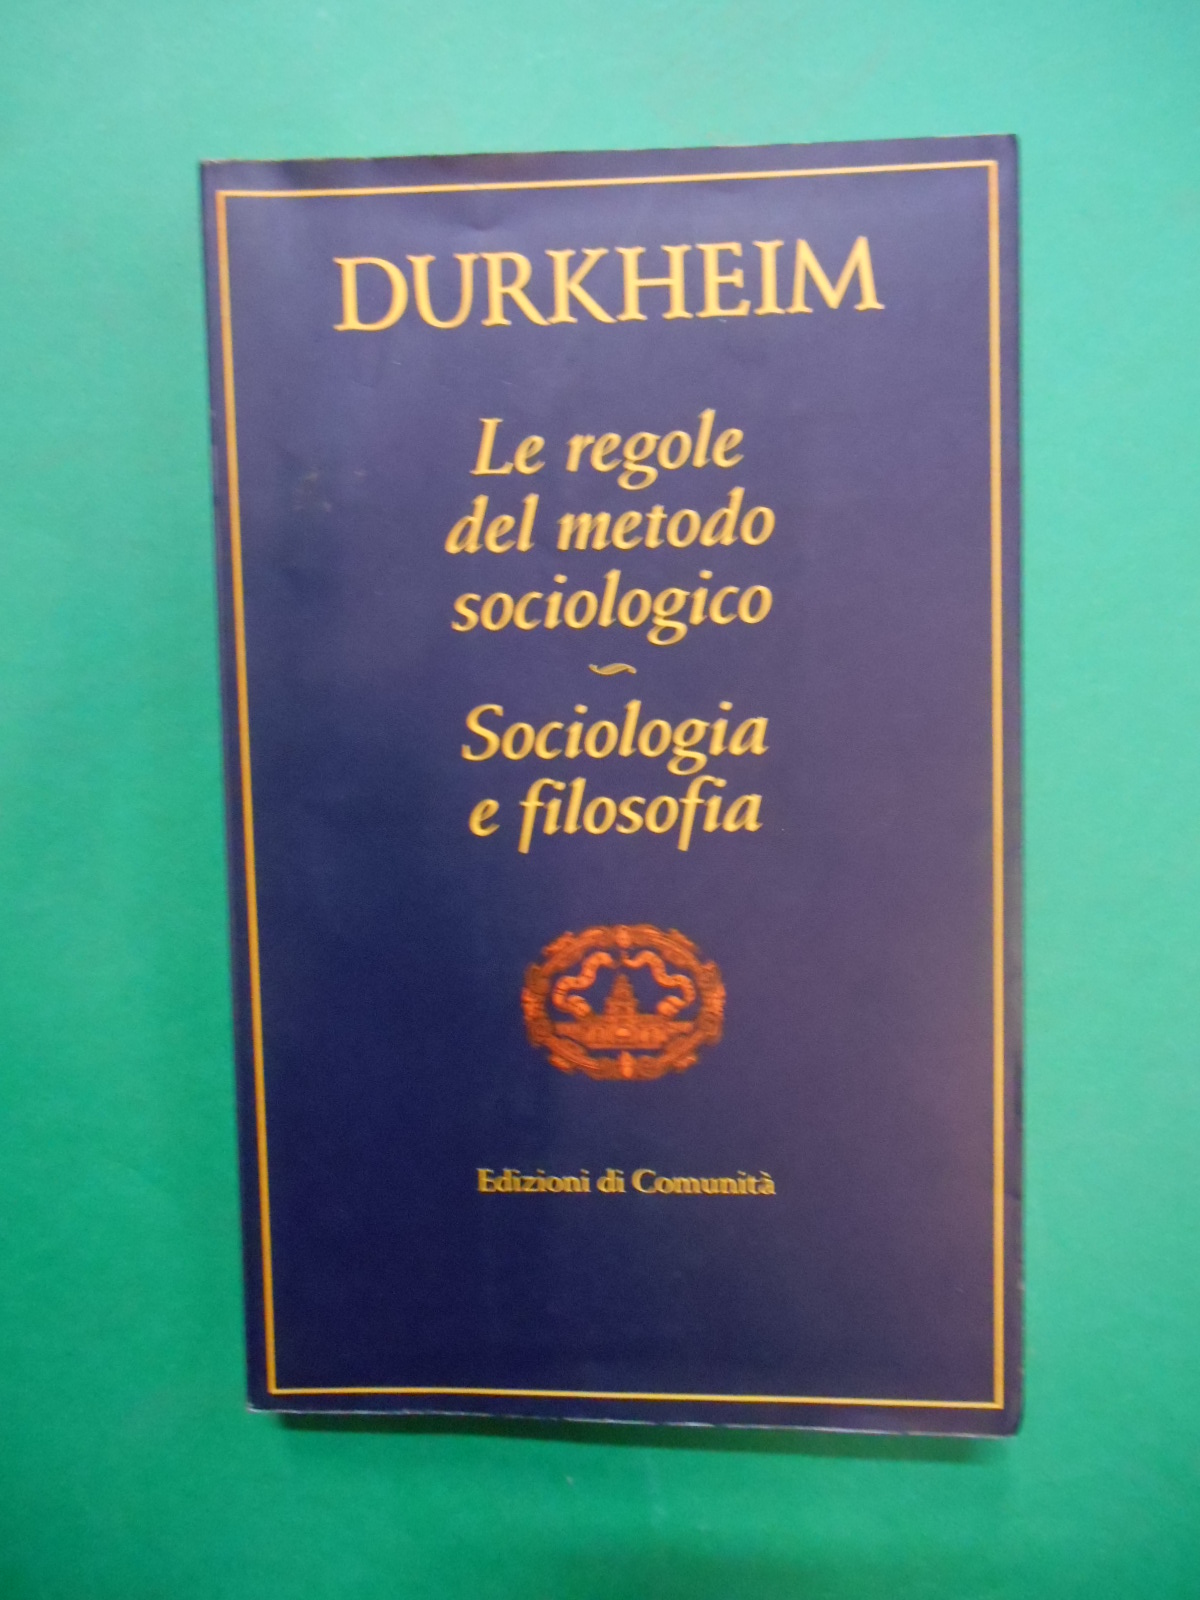 DURKHEIM
Le regole
del metodo
sociologico
Sociologia
e filosofia
Edizioni di Comunità